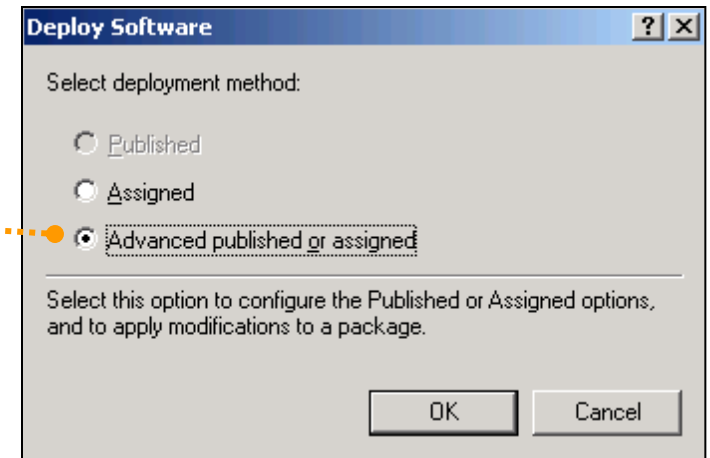 Deploy Software
Select deployment method:
Published
Assigned
Advanced published or assigned
Select this option to configure the Published or Assigned options,
and to apply modifications to a package.
OK Cancel